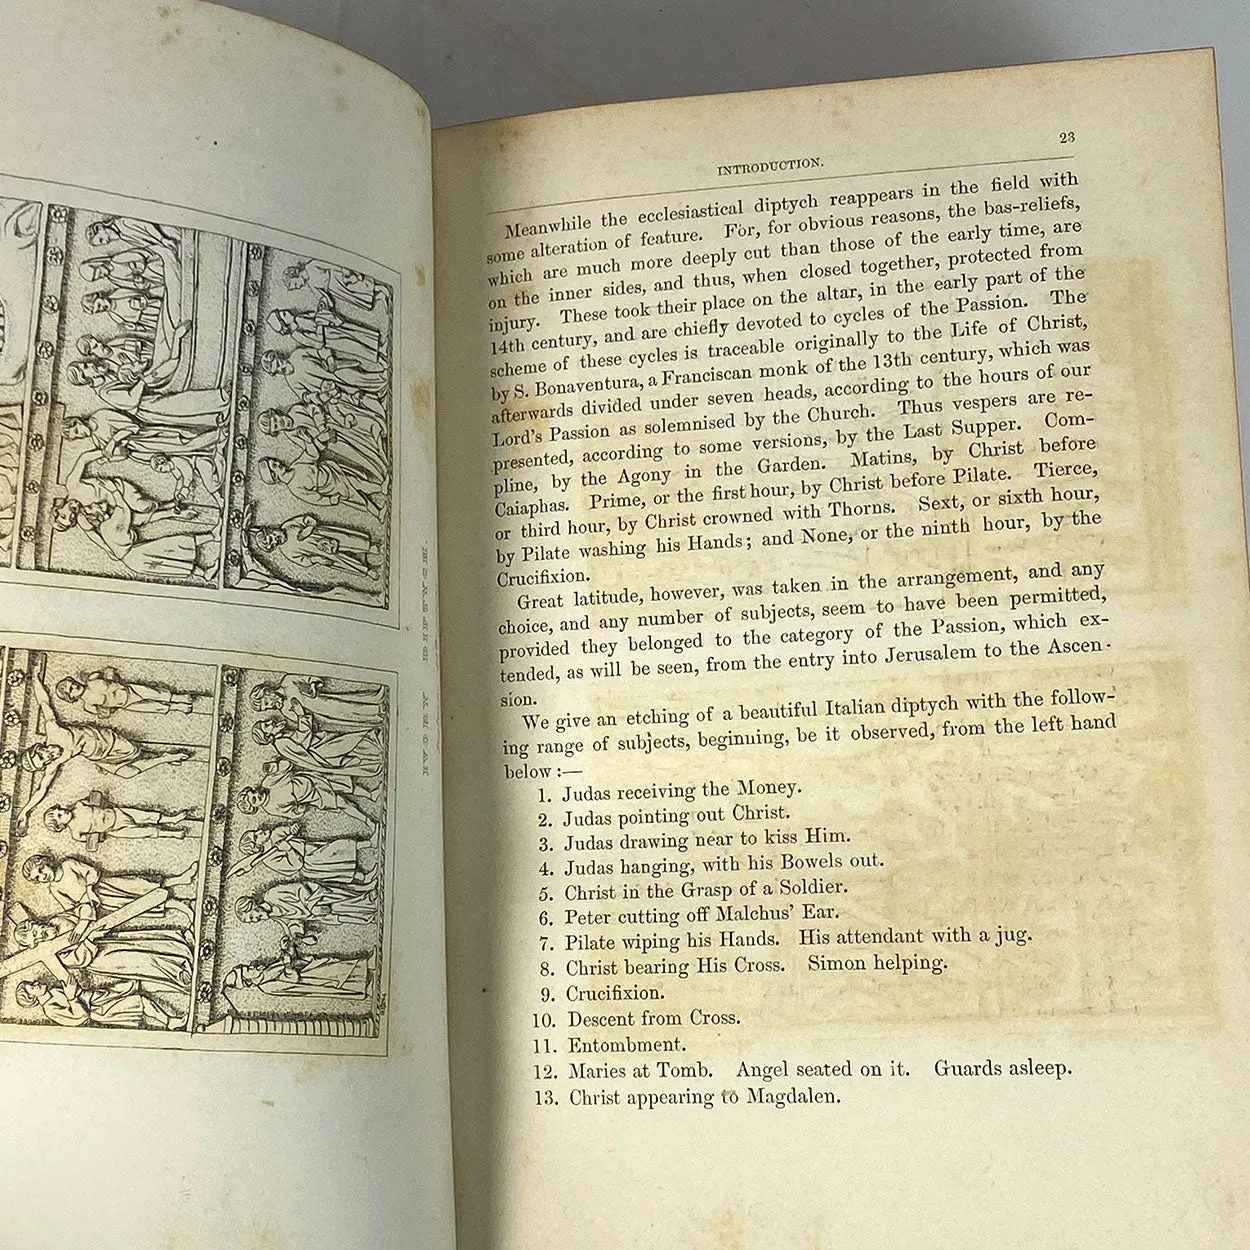 23
INTRODUCTION.
Meanwhile the ecclesiastical diptych reappears in the field with
some alteration of feature. For, for obvious reasons, the bas-reliefs,
which are much more deeply cut than those of the early time, are
on the inner sides, and thus, when closed together, protected from
injury. These took their place on the altar, in the early part of the
14th century, and are chiefly devoted to cycles of the Passion. The
scheme of these cycles is traceable originally to the Life of Christ,
by S. Bonaventura, a Franciscan monk of the 13th century, which was
afterwards divided under seven heads, according to the hours of our
Lord's Passion as solemnised by the Church. Thus vespers are re-
presented, according to some versions, by the Last Supper. Com-
pline, by the Agony in the Garden. Matins, by Christ before
Caiaphas. Prime, or the first hour, by Christ before Pilate. Tierce,
or third hour, by Christ crowned with Thorns. Sext, or sixth hour,
by Pilate washing his Hands; and None, or the ninth hour, by the
Crucifixion.
Great latitude, however, was taken in the arrangement, and any
choice, and any number of subjects, seem to have been permitted,
provided they belonged to the category of the Passion, which ex-
tended, as will be seen, from the entry into Jerusalem to the Ascen-
sion.
We give an etching of a beautiful Italian diptych with the follow-
ing range of subjects, beginning, be it observed, from the left hand
below :—
1. Judas receiving the Money.
2. Judas pointing out Christ.
3. Judas drawing near to kiss Him.
4. Judas hanging, with his Bowels out.
5. Christ in the Grasp of a Soldier.
6. Peter cutting off Malchus' Ear.
7. Pilate wiping his Hands. His attendant with a jug.
8. Christ bearing His Cross. Simon helping.
9. Crucifixion.
10. Descent from Cross.
11. Entombment.
12. Maries at Tomb. Angel seated on it. Guards asleep.
13. Christ appearing to Magdalen.